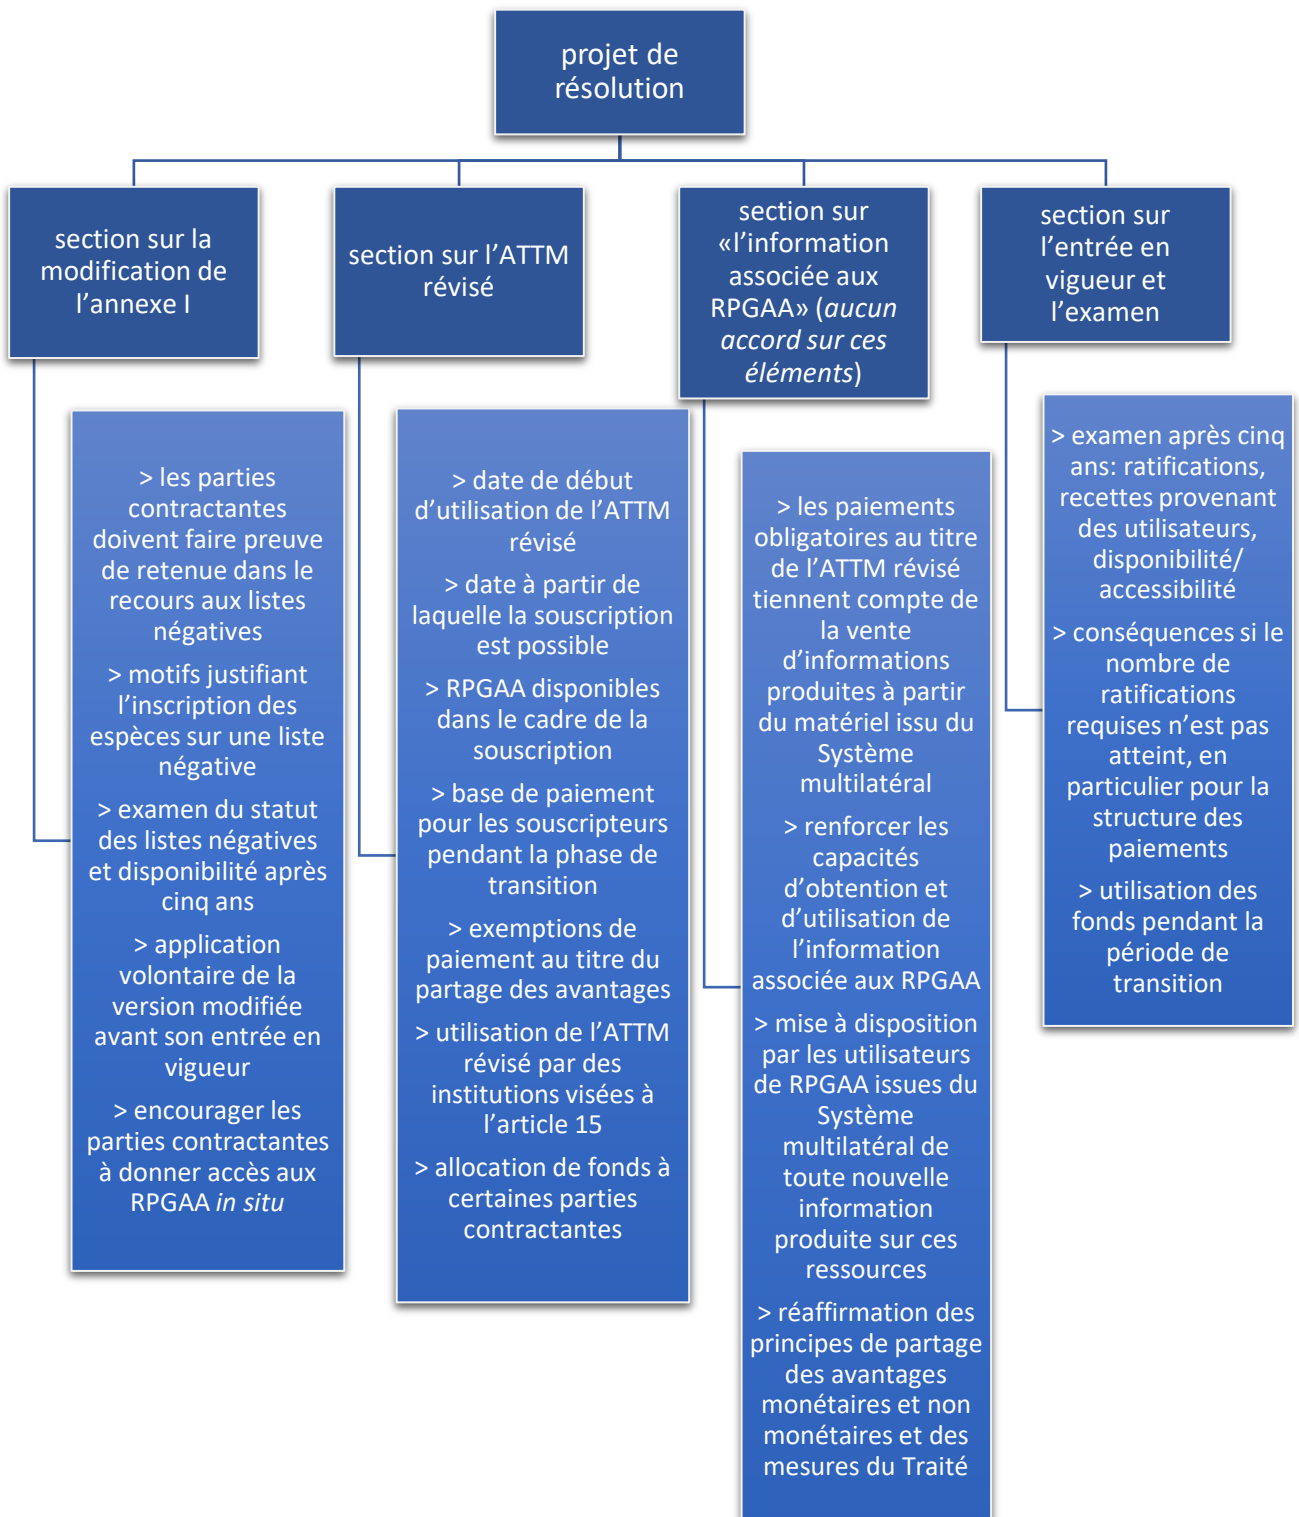 projet de
résolution
section sur la
modification de
l’annexe I
> les parties
contractantes
doivent faire preuve
de retenue dans le
recours aux listes
négatives
> motifs justifiant
l’inscription des
espèces sur une liste
négative
> examen du statut
des listes négatives
et disponibilité après
cinq ans
> application
volontaire de la
version modifiée
avant son entrée en
vigueur
> encourager les
parties contractantes
à donner accès aux
RPGAA in situ
section sur l’ATTM
révisé
> date de début
d’utilisation de l’ATTM
révisé
> date à partir de
laquelle la souscription
est possible
> RPGAA disponibles
dans le cadre de la
souscription
> base de paiement
pour les souscripteurs
pendant la phase de
transition
> exemptions de
paiement au titre du
partage des avantages
> utilisation de l’ATTM
révisé par des
institutions visées à
l’article 15
> allocation de fonds à
certaines parties
contractantes
section sur
«l’information
associée aux
RPGAA» (aucun
accord sur ces
éléments)
> les paiements
obligatoires au titre
de l’ATTM révisé
tiennent compte de
la vente
d’informations
produites à partir
du matériel issu du
Système
multilatéral
> renforcer les
capacités
d’obtention et
d’utilisation de
l’information
associée aux RPGAA
> mise à disposition
par les utilisateurs
de RPGAA issues du
Système
multilatéral de
toute nouvelle
information
produite sur ces
ressources
> réaffirmation des
principes de partage
des avantages
monétaires et non
monétaires et des
mesures du Traité
section sur
l’entrée en
vigueur et
l’examen
> examen après cinq
ans: ratifications,
recettes provenant
des utilisateurs,
disponibilité/
accessibilité
> conséquences si le
nombre de
ratifications
requises n’est pas
atteint, en
particulier pour la
structure des
paiements
> utilisation des
fonds pendant la
période de
transition